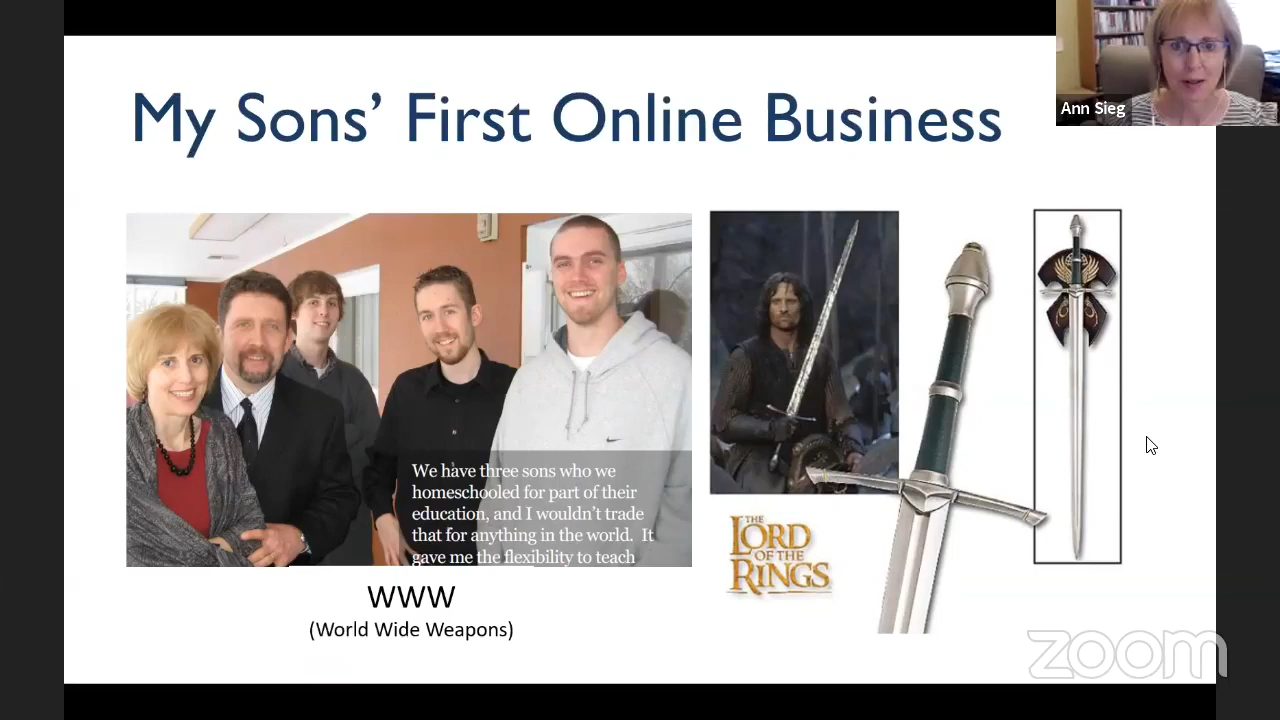 My Sons' First Online Business
Ann Sieg
We have three sons who we
homeschooled for part of their
education, and I wouldn't trade
that for anything in the world. It
gave me the flexibility to teach
WWW
(World Wide Weapons)
THE
LORD
OF THE
RINGS
zoom